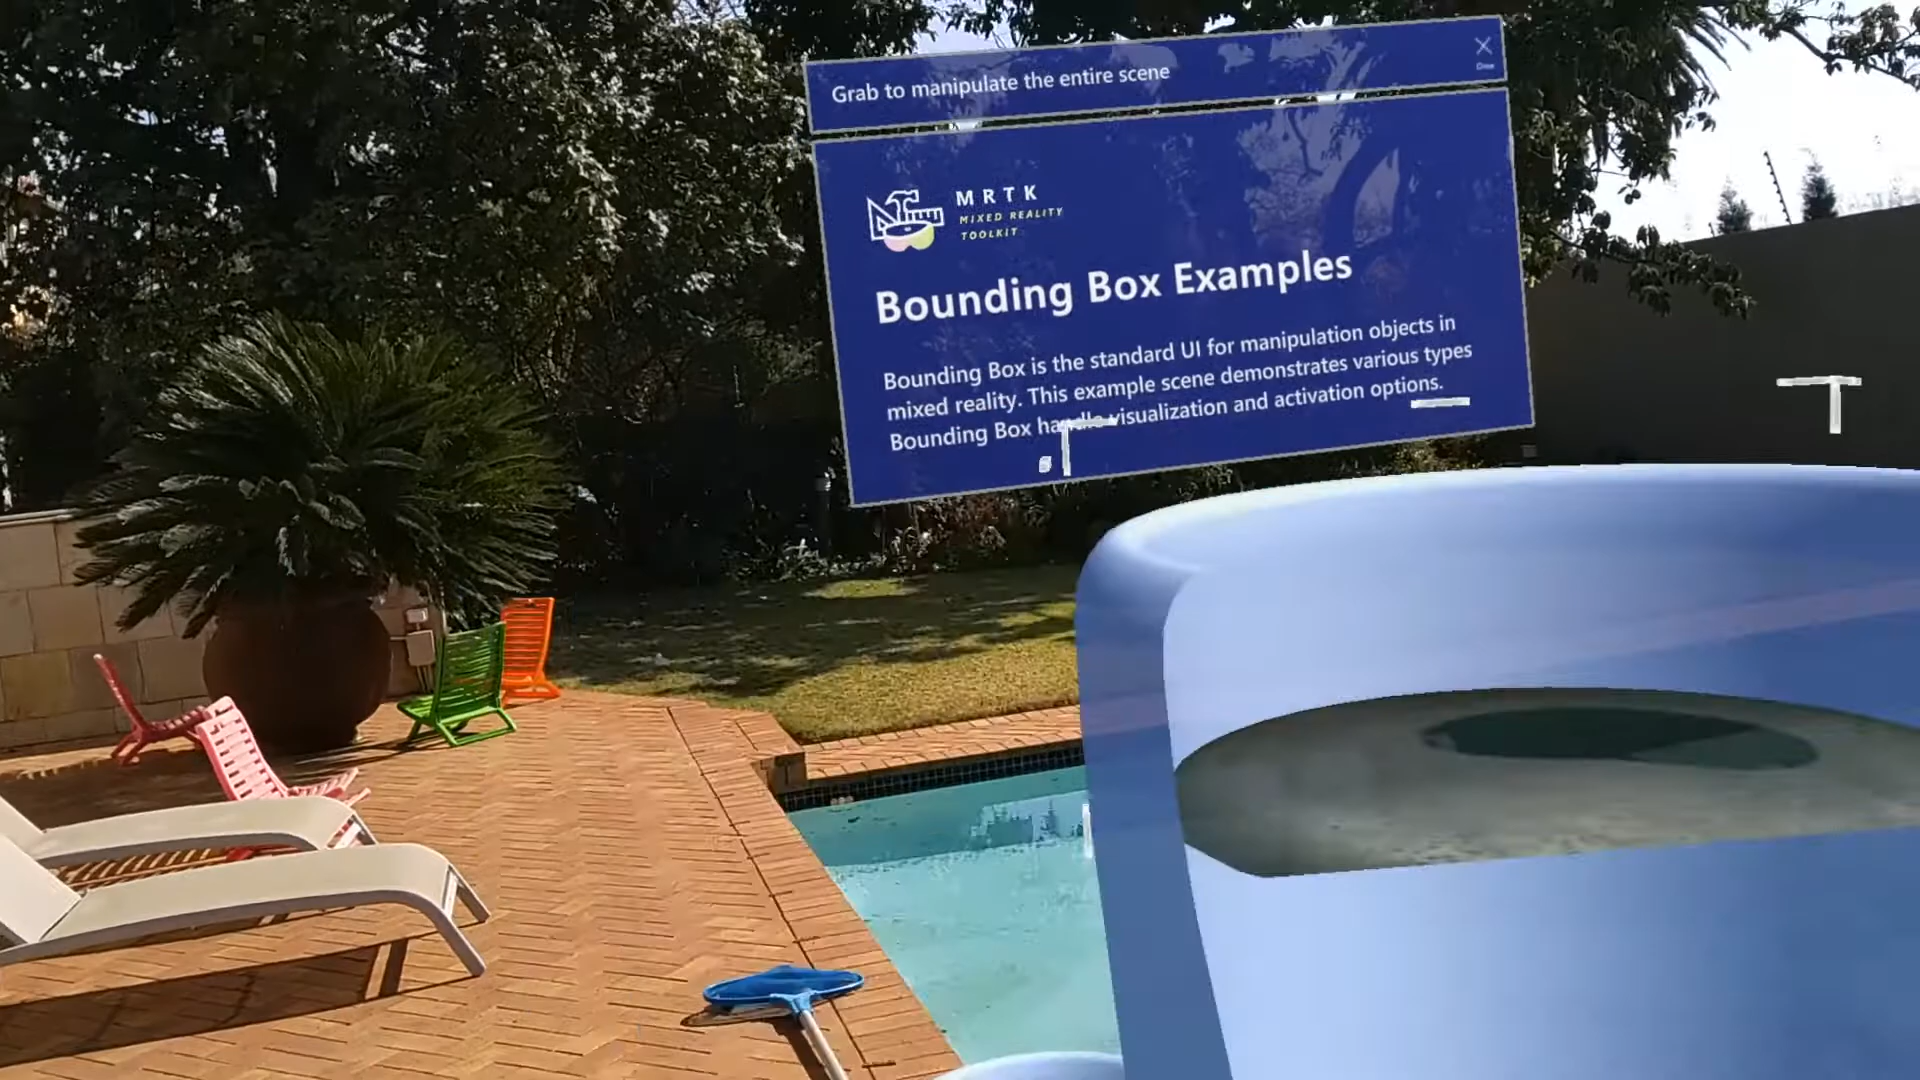 Grab to manipulate the entire scene
MRTK
MIXED REALITY
TOOLKIT
Bounding Box Examples
Bounding Box is the standard UI for manipulation objects in
mixed reality. This example scene demonstrates various types
Bounding Box handle visualization and activation options.